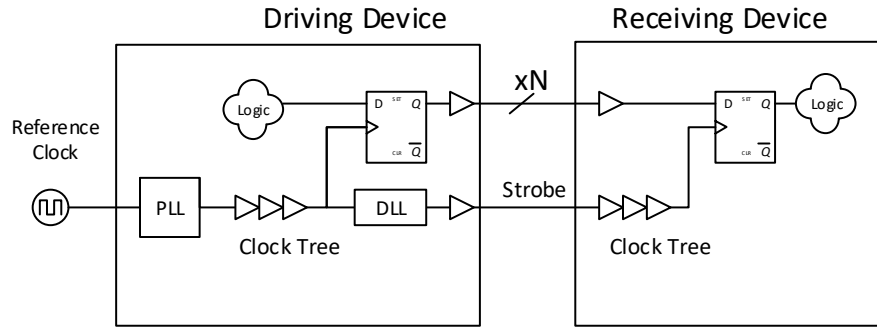 Driving Device
Receiving Device
xN
Logic
D
SET
Q
CLR
Q
D
SET
Q
CLR
Q
Logic
Reference
Clock
PLL
DLL
Strobe
Clock Tree
Clock Tree